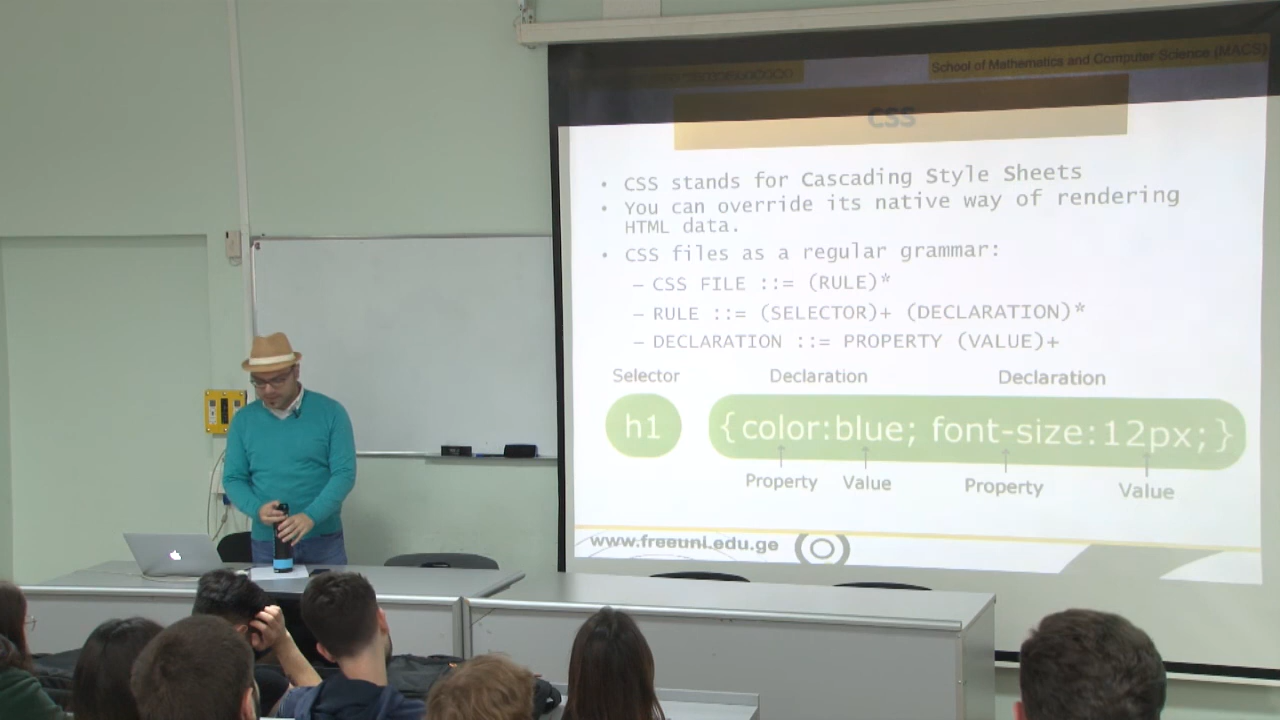 School of Mathematics and Computer Science (MACS)
CSS
• CSS stands for Cascading Style Sheets
• You can override its native way of rendering
HTML data.
• CSS files as a regular grammar:
– CSS FILE ::= (RULE)*
– RULE ::= (SELECTOR)+ (DECLARATION)*
– DECLARATION ::= PROPERTY (VALUE)+
Selector Declaration Declaration
h1 {color:blue; font-size:12px;}
Property Value Property Value
www.freeuni.edu.ge